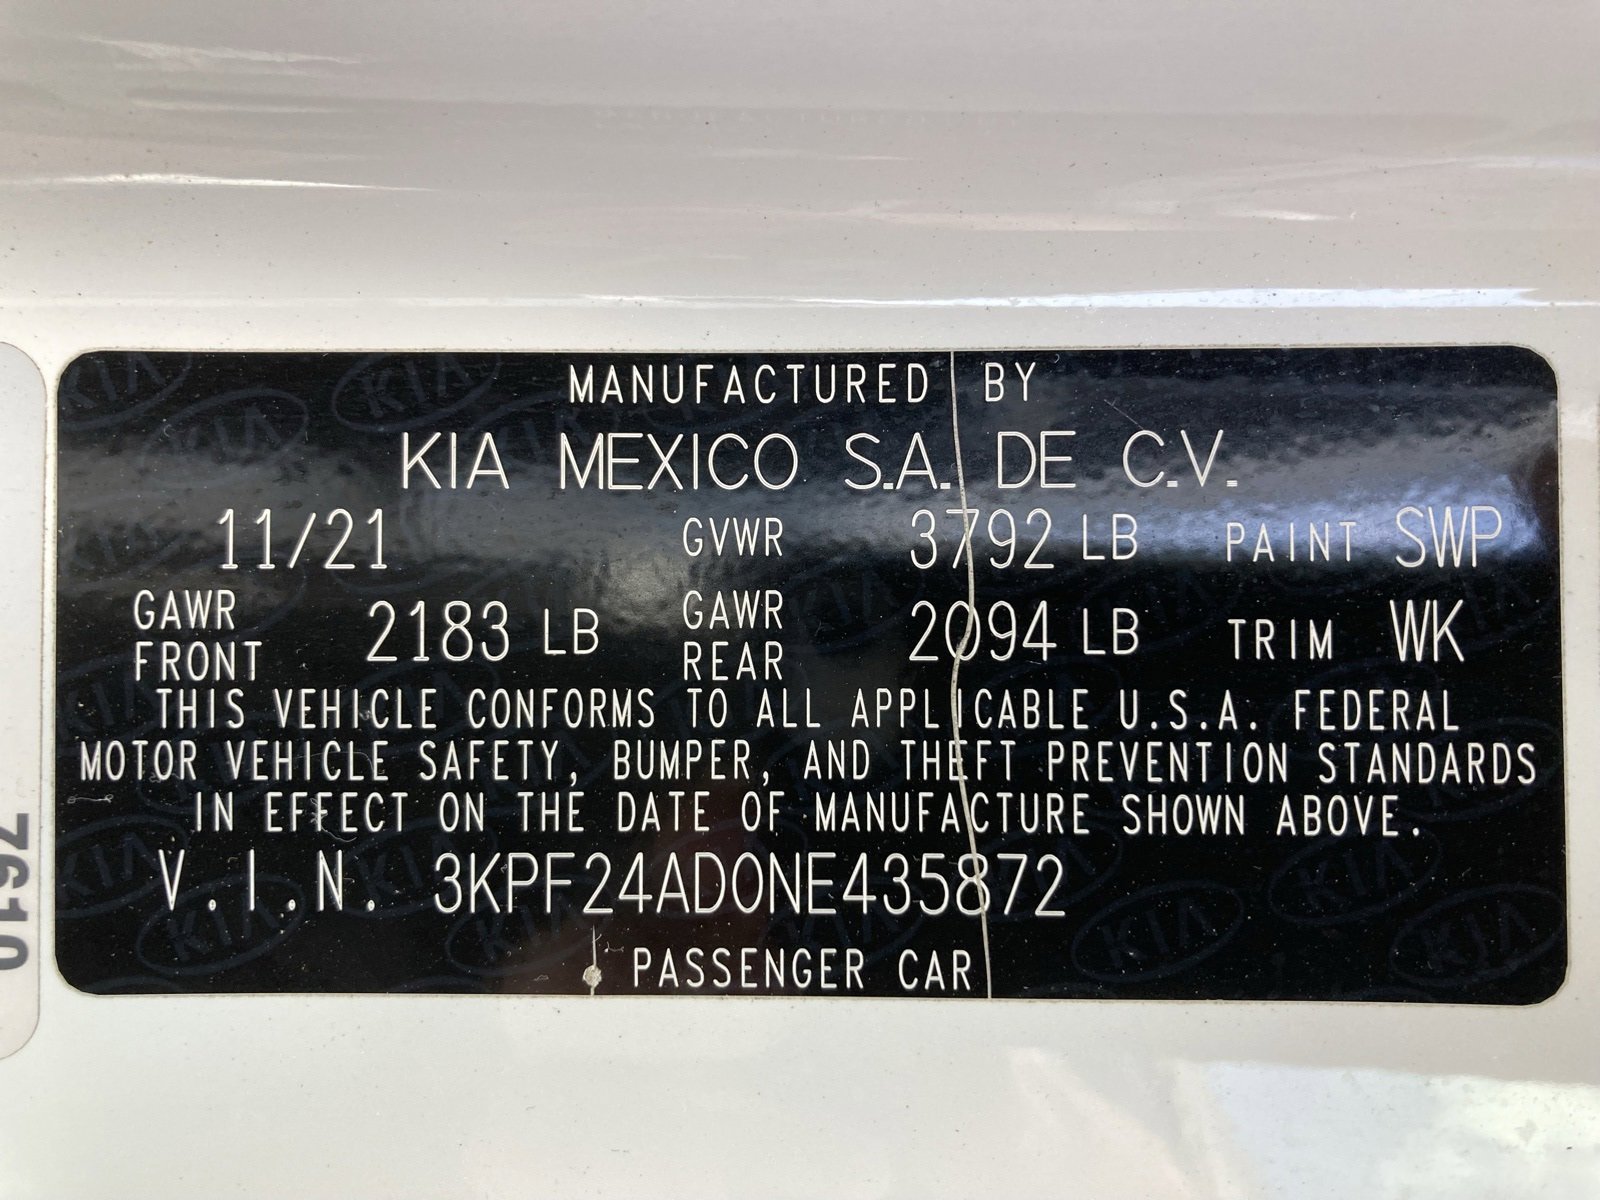 MANUFACTURED BY
KIA MEXICO S.A. DE C.V.
11/21 GVWR 3792 LB PAINT SWP
GAWR FRONT 2183 LB GAWR REAR 2094 LB TRIM WK
THIS VEHICLE CONFORMS TO ALL APPLICABLE U.S.A. FEDERAL
MOTOR VEHICLE SAFETY, BUMPER, AND THEFT PREVENTION STANDARDS
IN EFFECT ON THE DATE OF MANUFACTURE SHOWN ABOVE.
V.I.N. 3KPF24AD0NE435872
PASSENGER CAR